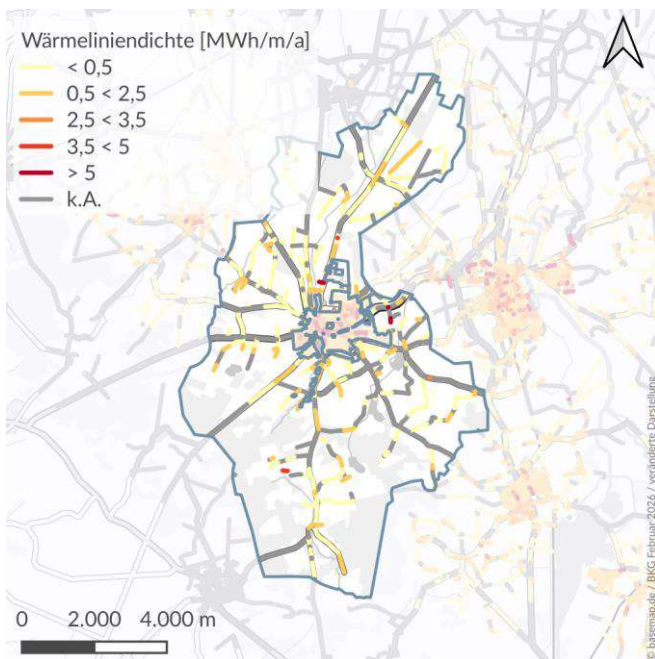 Wärmeliniendichte [MWh/m/a]
< 0,5
0,5 < 2,5
2,5 < 3,5
3,5 < 5
> 5
k.A.
0 2.000 4.000 m
© basemap.de / BKG Februar 2026 / veränderte Darstellung